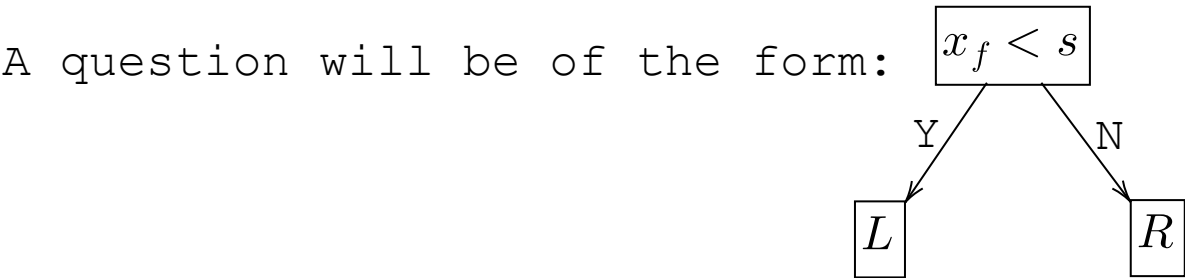 A question will be of the form:
x_f < s
Y N
L R